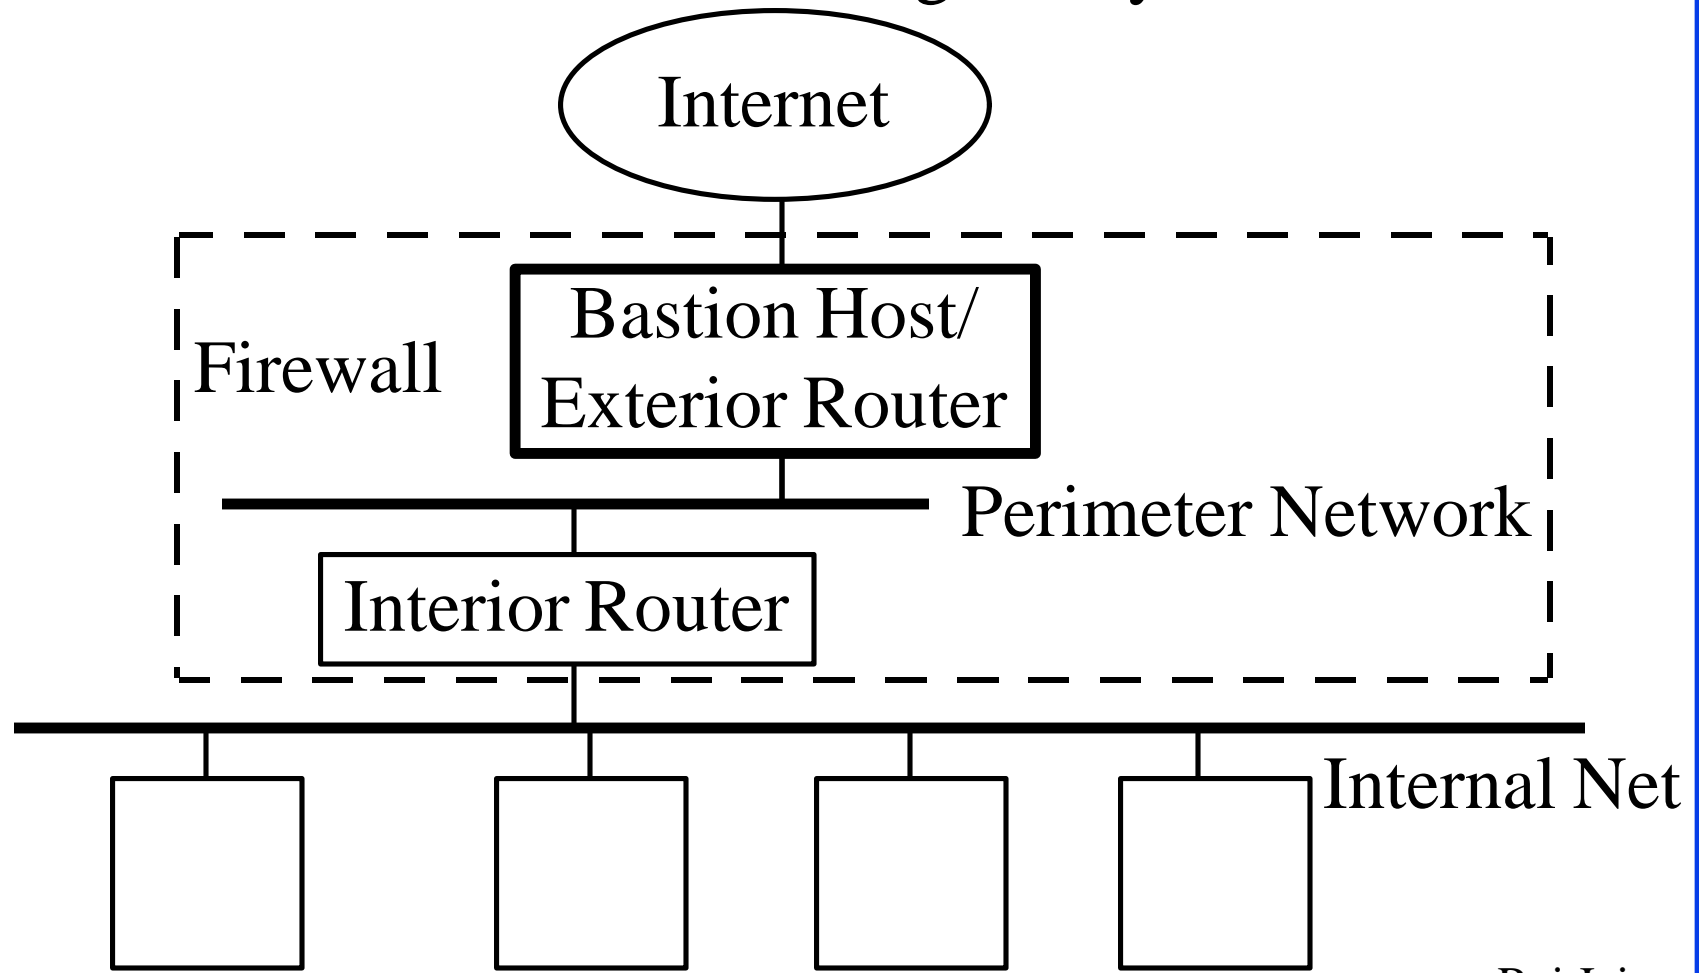 Internet
Bastion Host/
Exterior Router
Firewall
Perimeter Network
Interior Router
Internal Net